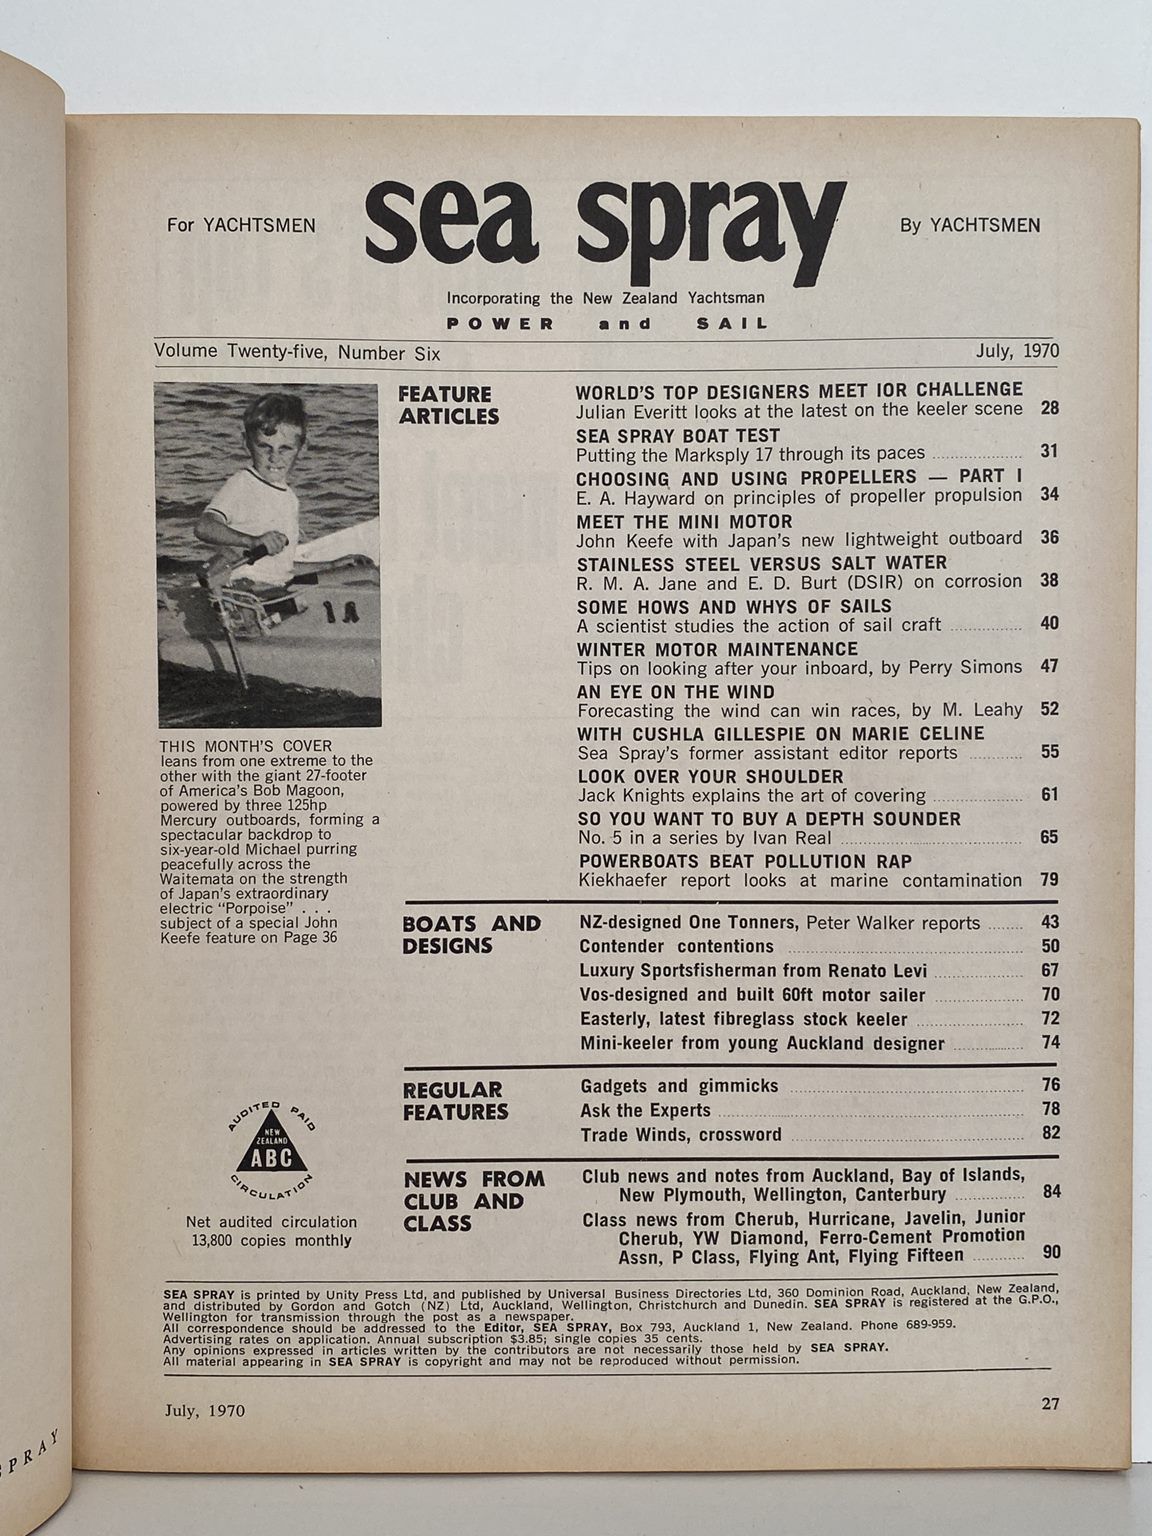 For YACHTSMEN
sea spray
By YACHTSMEN
Incorporating the New Zealand Yachtsman
POWER and SAIL
Volume Twenty-five, Number Six
July, 1970
THIS MONTH'S COVER
leans from one extreme to the
other with the giant 27-footer
of America's Bob Magoon,
powered by three 125hp
Mercury outboards, forming a
spectacular backdrop to
six-year-old Michael purring
peacefully across the
Waitemata on the strength
of Japan's extraordinary
electric "Porpoise" . . .
subject of a special John
Keefe feature on Page 36
AUDITED PAID
NEW
ZEALAND
ABC
CIRCULATION
Net audited circulation
13,800 copies monthly
FEATURE
ARTICLES
WORLD'S TOP DESIGNERS MEET IOR CHALLENGE
Julian Everitt looks at the latest on the keeler scene 28
SEA SPRAY BOAT TEST
Putting the Marksply 17 through its paces 31
CHOOSING AND USING PROPELLERS — PART I
E. A. Hayward on principles of propeller propulsion 34
MEET THE MINI MOTOR
John Keefe with Japan's new lightweight outboard 36
STAINLESS STEEL VERSUS SALT WATER
R. M. A. Jane and E. D. Burt (DSIR) on corrosion 38
SOME HOWS AND WHYS OF SAILS
A scientist studies the action of sail craft 40
WINTER MOTOR MAINTENANCE
Tips on looking after your inboard, by Perry Simons 47
AN EYE ON THE WIND
Forecasting the wind can win races, by M. Leahy 52
WITH CUSHLA GILLESPIE ON MARIE CELINE
Sea Spray's former assistant editor reports 55
LOOK OVER YOUR SHOULDER
Jack Knights explains the art of covering 61
SO YOU WANT TO BUY A DEPTH SOUNDER
No. 5 in a series by Ivan Real 65
POWERBOATS BEAT POLLUTION RAP
Kiekhaefer report looks at marine contamination 79
BOATS AND
DESIGNS
NZ-designed One Tonners, Peter Walker reports 43
Contender contentions 50
Luxury Sportsfisherman from Renato Levi 67
Vos-designed and built 60ft motor sailer 70
Easterly, latest fibreglass stock keeler 72
Mini-keeler from young Auckland designer 74
REGULAR
FEATURES
Gadgets and gimmicks 76
Ask the Experts 78
Trade Winds, crossword 82
NEWS FROM
CLUB AND
CLASS
Club news and notes from Auckland, Bay of Islands,
New Plymouth, Wellington, Canterbury 84
Class news from Cherub, Hurricane, Javelin, Junior
Cherub, YW Diamond, Ferro-Cement Promotion
Assn, P Class, Flying Ant, Flying Fifteen 90
SEA SPRAY is printed by Unity Press Ltd, and published by Universal Business Directories Ltd, 360 Dominion Road, Auckland, New Zealand,
and distributed by Gordon and Gotch (NZ) Ltd, Auckland, Wellington, Christchurch and Dunedin. SEA SPRAY is registered at the G.P.O.,
Wellington for transmission through the post as a newspaper.
All correspondence should be addressed to the Editor, SEA SPRAY, Box 793, Auckland 1, New Zealand. Phone 689-959.
Advertising rates on application. Annual subscription $3.85; single copies 35 cents.
Any opinions expressed in articles written by the contributors are not necessarily those held by SEA SPRAY.
All material appearing in SEA SPRAY is copyright and may not be reproduced without permission.
July, 1970
27
SPRAY